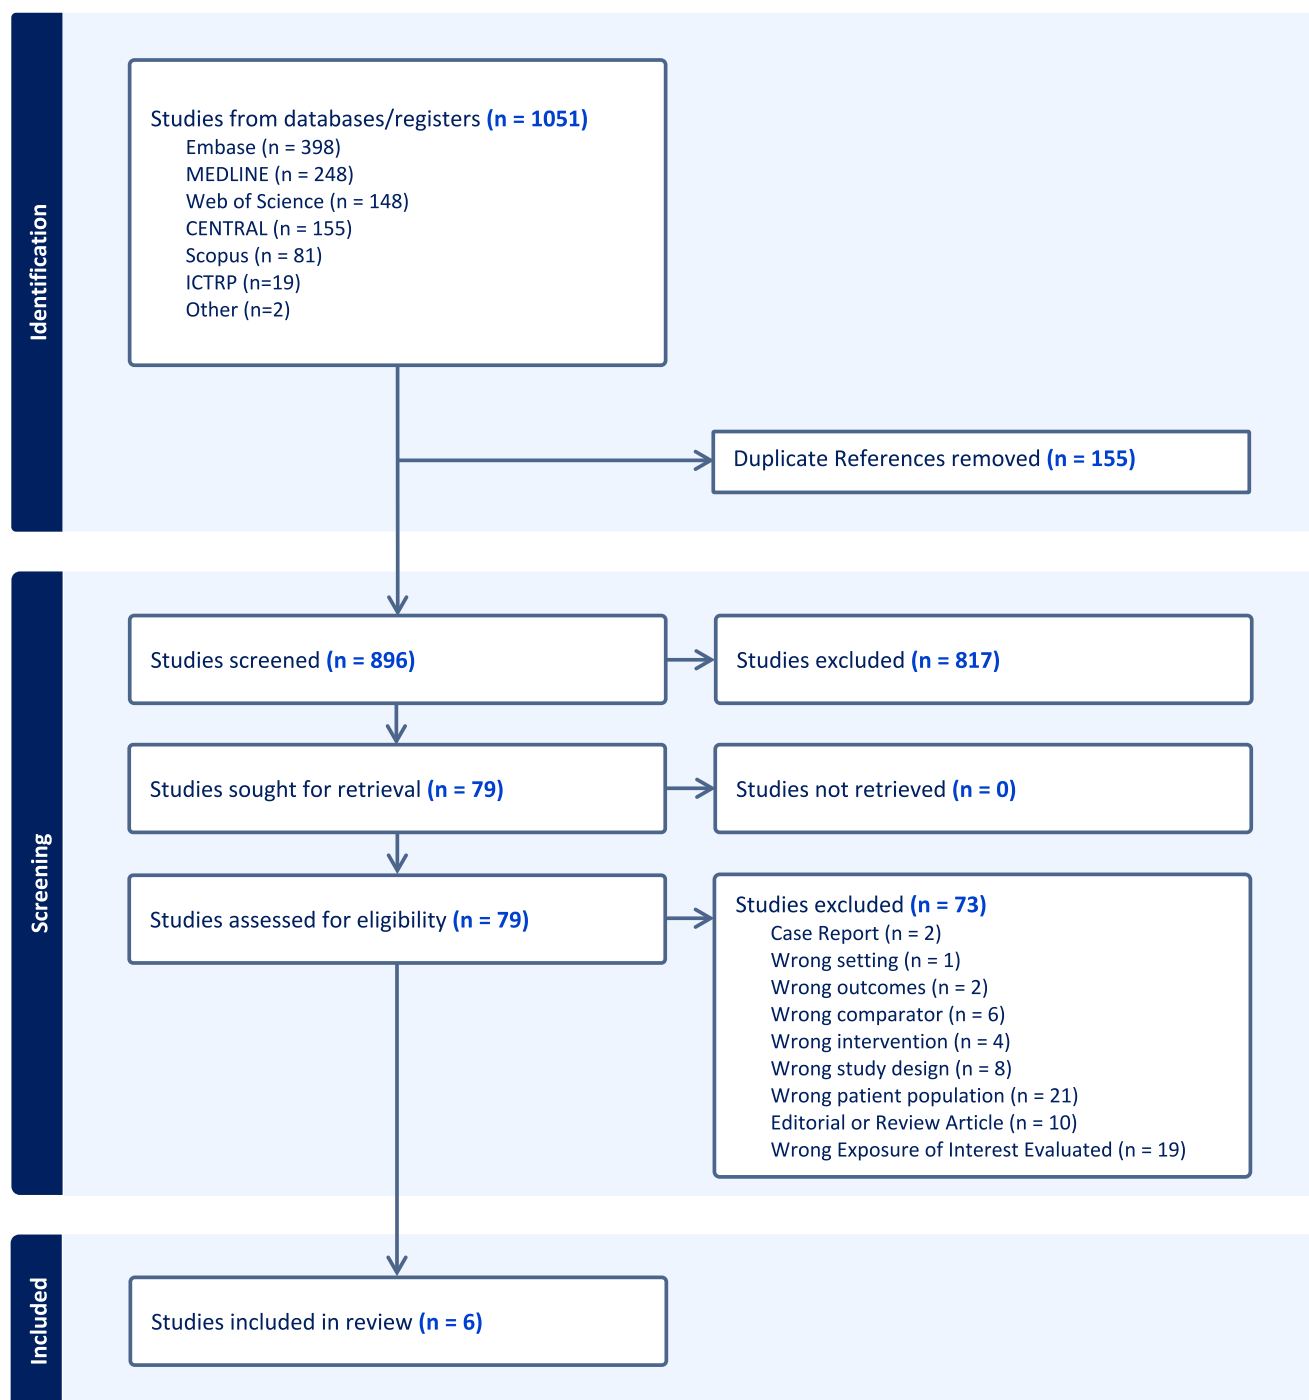 Identification
Studies from databases/registers (n = 1051)
Embase (n = 398)
MEDLINE (n = 248)
Web of Science (n = 148)
CENTRAL (n = 155)
Scopus (n = 81)
ICTRP (n=19)
Other (n=2)
Duplicate References removed (n = 155)
Screening
Studies screened (n = 896)
Studies excluded (n = 817)
Studies sought for retrieval (n = 79)
Studies not retrieved (n = 0)
Studies assessed for eligibility (n = 79)
Studies excluded (n = 73)
Case Report (n = 2)
Wrong setting (n = 1)
Wrong outcomes (n = 2)
Wrong comparator (n = 6)
Wrong intervention (n = 4)
Wrong study design (n = 8)
Wrong patient population (n = 21)
Editorial or Review Article (n = 10)
Wrong Exposure of Interest Evaluated (n = 19)
Included
Studies included in review (n = 6)